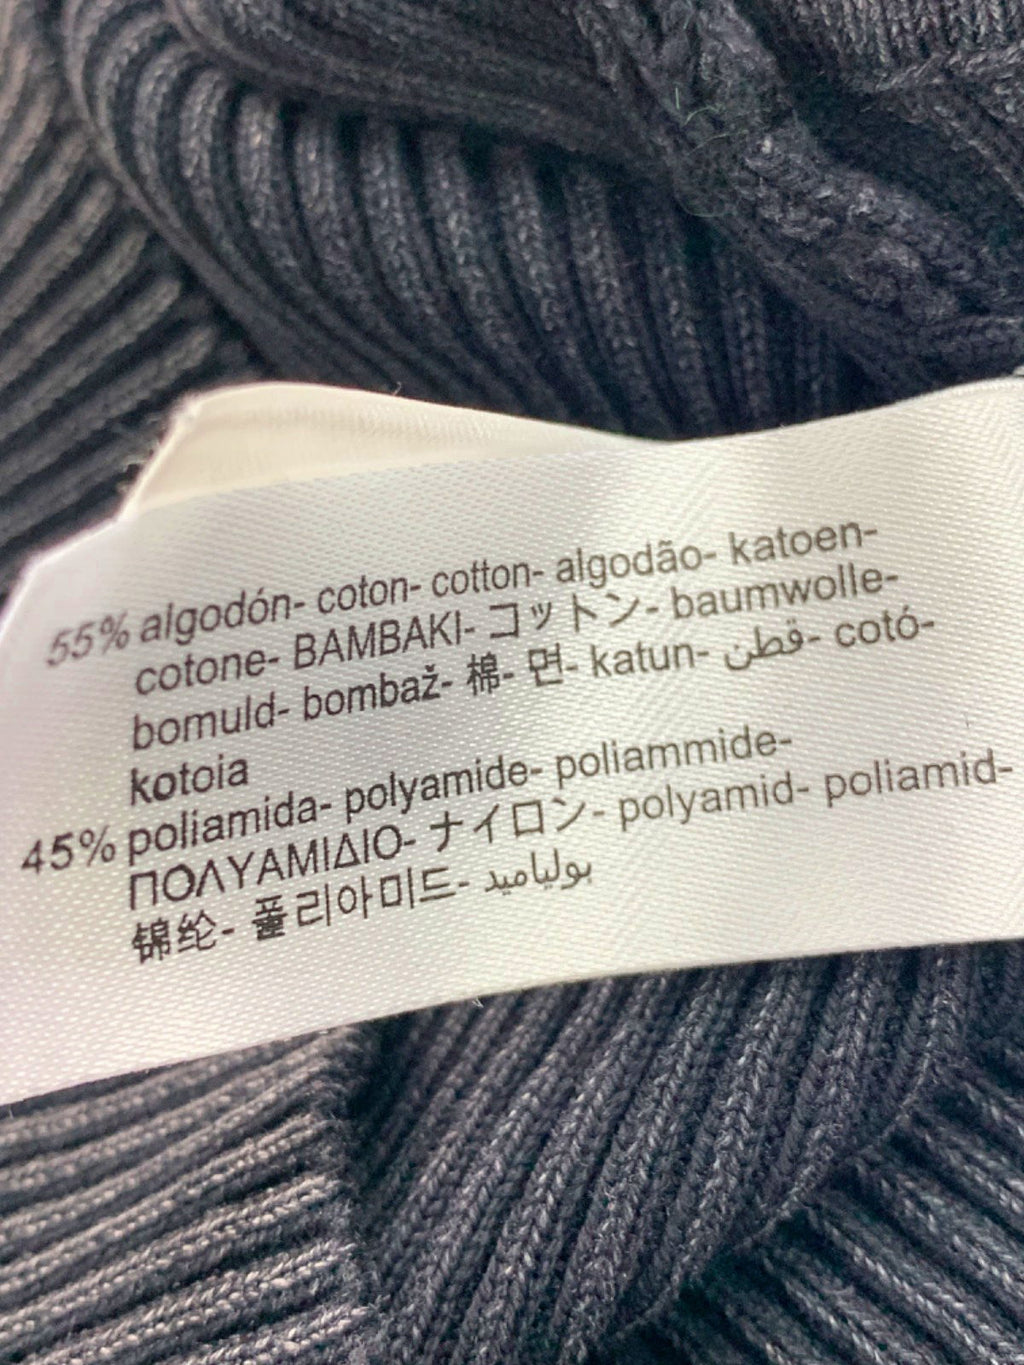 55% algodón- coton- cotton- algodão- katoen-
cotone- BAMBAKI- コットン- baumwolle-
bomuld- bombaž- 棉- 면- katun- قطن- cotó-
kotoia
45% poliamida- polyamide- poliammide-
ΠΟΛΥΑΜΙΔΙΟ- ナイロン- polyamid- poliamid-
锦纶- 폴리아미드- بولياميد